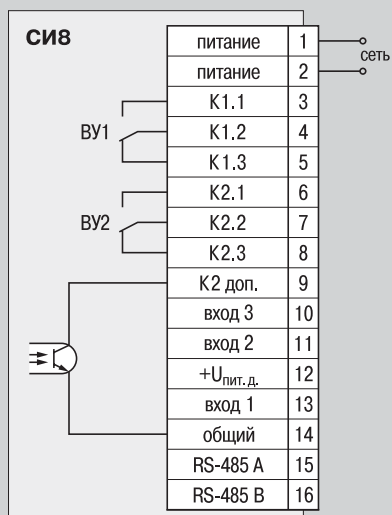 СИ8
питание 1
питание 2
сеть
К1.1 3
ВУ1 К1.2 4
К1.3 5
К2.1 6
ВУ2 К2.2 7
К2.3 8
К2 доп. 9
вход 3 10
вход 2 11
+Uпит. д. 12
вход 1 13
общий 14
RS-485 A 15
RS-485 B 16